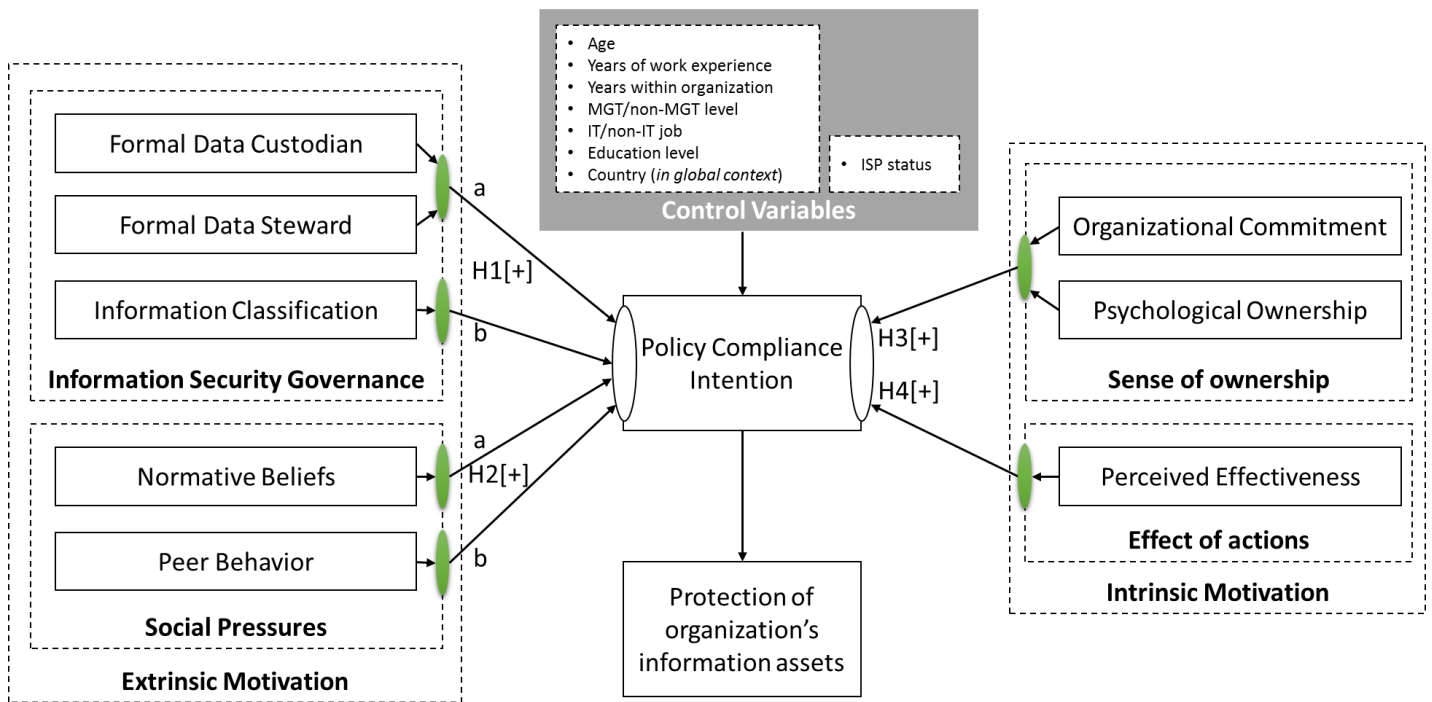 • Age
• Years of work experience
• Years within organization
• MGT/non-MGT level
• IT/non-IT job
• Education level
• Country (in global context)
• ISP status
Control Variables
Formal Data Custodian
Formal Data Steward
Information Classification
Information Security Governance
a
H1[+]
b
Normative Beliefs
Peer Behavior
Social Pressures
Extrinsic Motivation
a
H2[+]
b
Policy Compliance
Intention
Protection of
organization’s
information assets
H3[+]
H4[+]
Organizational Commitment
Psychological Ownership
Sense of ownership
Perceived Effectiveness
Effect of actions
Intrinsic Motivation